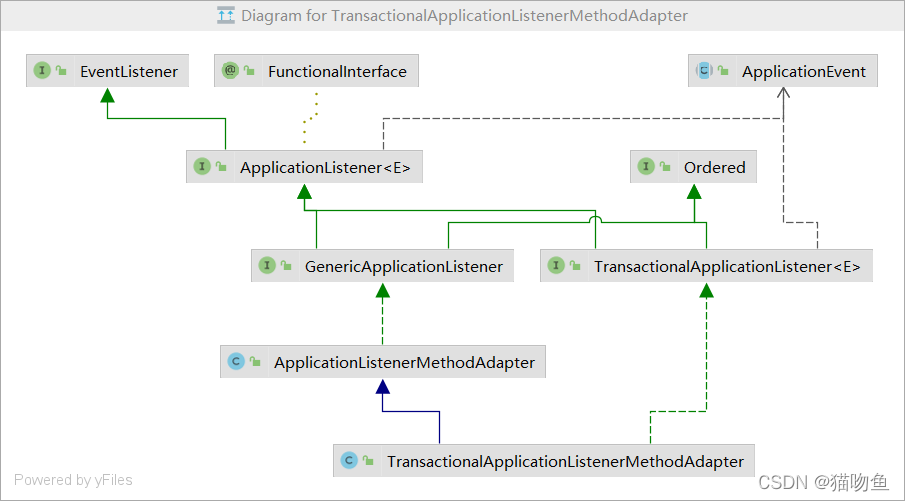 Diagram for TransactionalApplicationListenerMethodAdapter
I EventListener
@ FunctionalInterface
C ApplicationEvent
I ApplicationListener<E>
I Ordered
I GenericApplicationListener
I TransactionalApplicationListener<E>
C ApplicationListenerMethodAdapter
C TransactionalApplicationListenerMethodAdapter
Powered by yFiles
CSDN @猫吻鱼